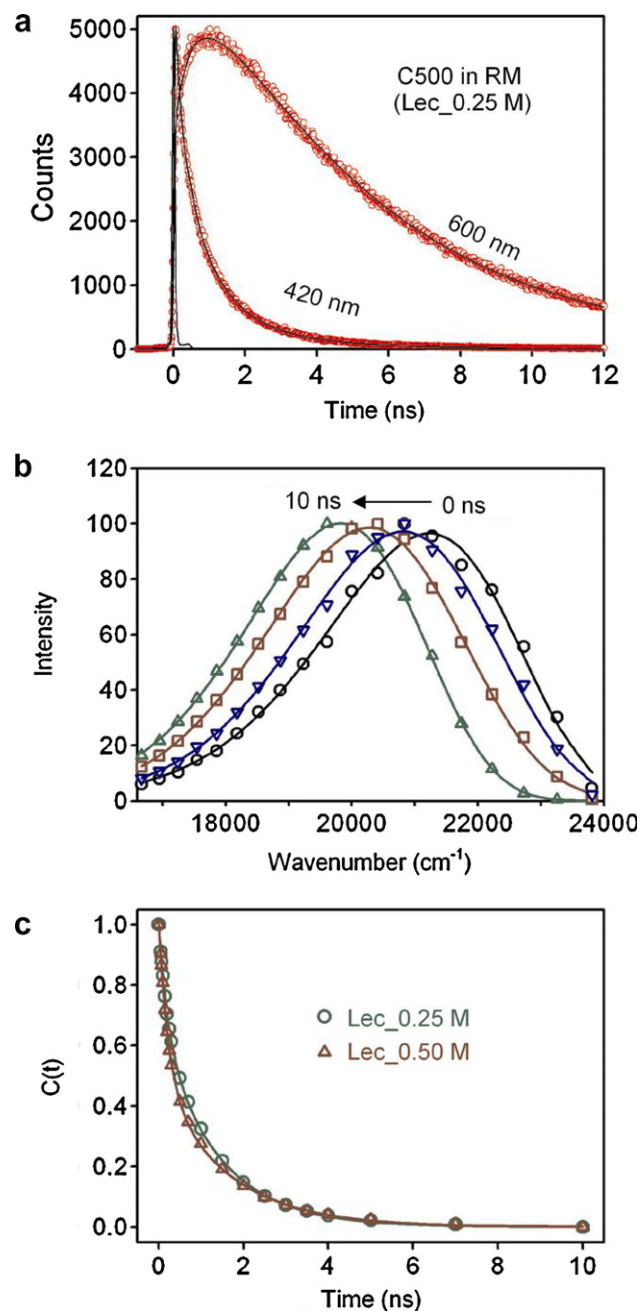 a
5000
4000
3000
2000
1000
0
Counts
C500 in RM
(Lec_0.25 M)
600 nm
420 nm
0 2 4 6 8 10 12
Time (ns)
b
120
100
80
60
40
20
0
Intensity
10 ns 0 ns
18000 20000 22000 24000
Wavenumber (cm⁻¹)
c
1.0
0.8
0.6
0.4
0.2
0.0
C(t)
Lec_0.25 M
Lec_0.50 M
0 2 4 6 8 10
Time (ns)